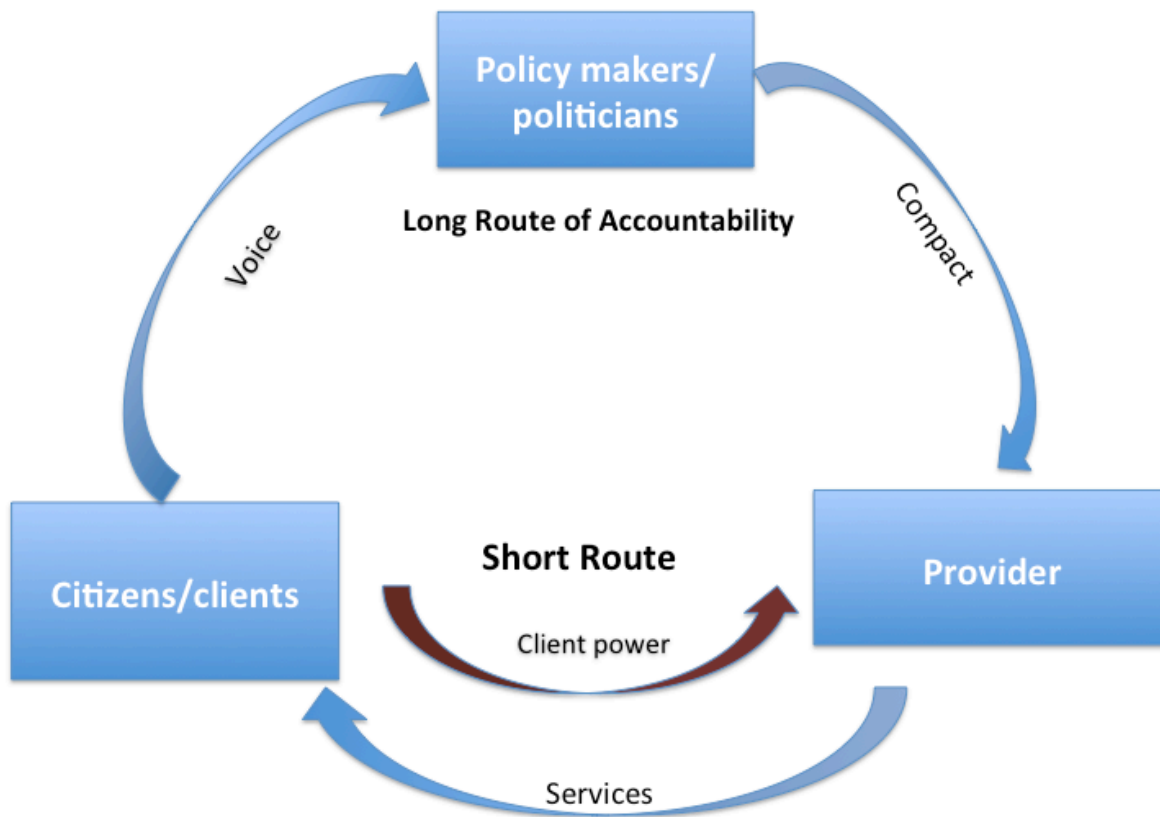 Policy makers/
politicians
Long Route of Accountability
Voice
Compact
Short Route
Citizens/clients
Provider
Client power
Services